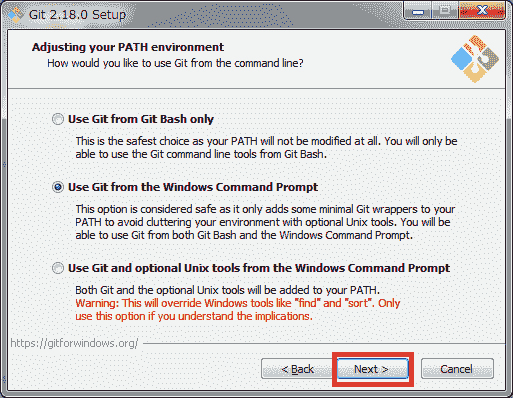 Git 2.18.0 Setup
Adjusting your PATH environment
How would you like to use Git from the command line?
Use Git from Git Bash only
This is the safest choice as your PATH will not be modified at all. You will only be
able to use the Git command line tools from Git Bash.
Use Git from the Windows Command Prompt
This option is considered safe as it only adds some minimal Git wrappers to your
PATH to avoid cluttering your environment with optional Unix tools. You will be
able to use Git from both Git Bash and the Windows Command Prompt.
Use Git and optional Unix tools from the Windows Command Prompt
Both Git and the optional Unix tools will be added to your PATH.
Warning: This will override Windows tools like "find" and "sort". Only
use this option if you understand the implications.
https://gitforwindows.org/
< Back
Next >
Cancel